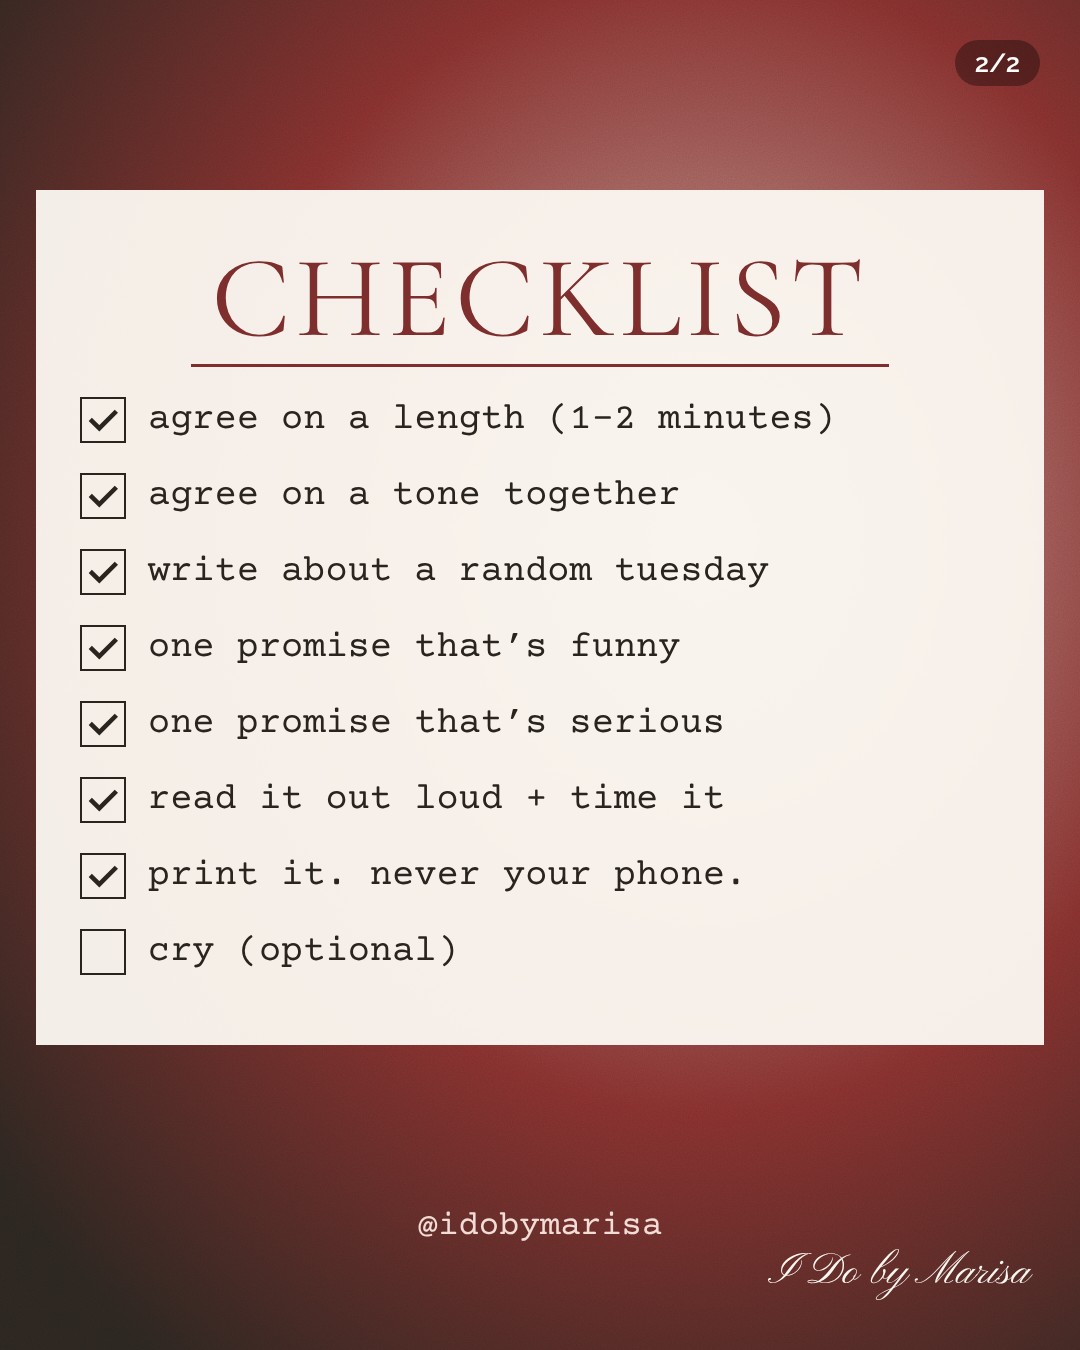 2/2
CHECKLIST
agree on a length (1–2 minutes)
agree on a tone together
write about a random tuesday
one promise that’s funny
one promise that’s serious
read it out loud + time it
print it. never your phone.
cry (optional)
@idobymarisa
I Do by Marisa